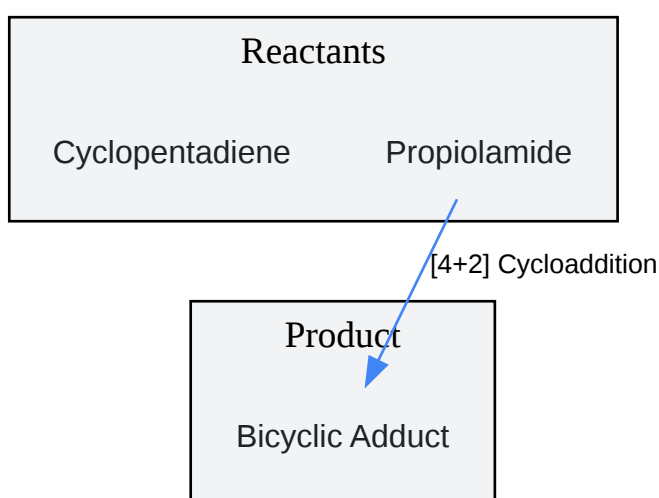 Reactants
Cyclopentadiene Propiolamide
[4+2] Cycloaddition
Product
Bicyclic Adduct